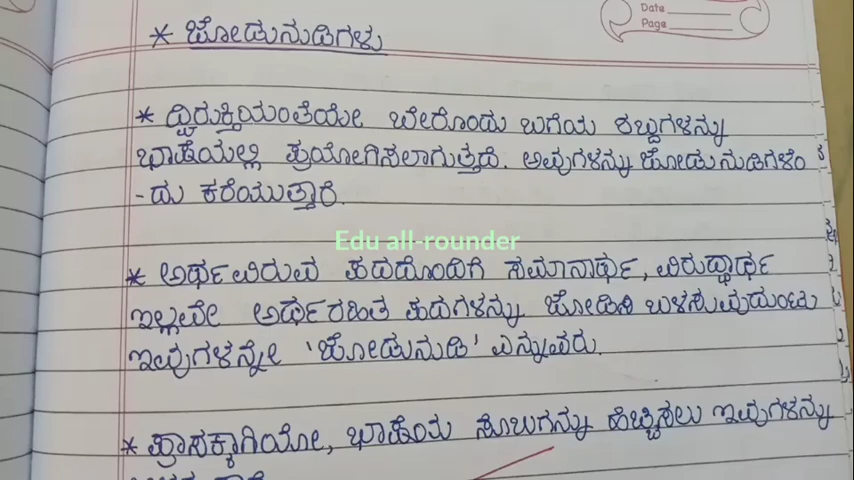 Date
Page
* ಜೋಡುನುಡಿಗಳು
* ದ್ವಿರುಕ್ತಿಯಂತೆಯೇ ಬೇರೊಂದು ಬಗೆಯ ಶಬ್ದಗಳನ್ನು
ಭಾಷೆಯಲ್ಲಿ ಪ್ರಯೋಗಿಸಲಾಗುತ್ತದೆ. ಅವುಗಳನ್ನು ಜೋಡುನುಡಿಗಳೆಂ
-ದು ಕರೆಯುತ್ತಾರೆ.
Edu all-rounder
* ಅರ್ಥವಿರುವ ಪದದೊಂದಿಗೆ ಸಮಾನಾರ್ಥ, ವಿರುದ್ಧಾರ್ಥ
ಇಲ್ಲವೇ ಅರ್ಥರಹಿತ ಪದಗಳನ್ನು ಜೋಡಿಸಿ ಬಳಸುವುದುಂಟು
ಇವುಗಳನ್ನೇ 'ಜೋಡುನುಡಿ' ಎನ್ನುವರು.
* ಪ್ರಾಸಕ್ಕಾಗಿಯೋ, ಭಾಷೆಯ ಸೊಬಗನ್ನು ಹೆಚ್ಚಿಸಲು ಇವುಗಳನ್ನು